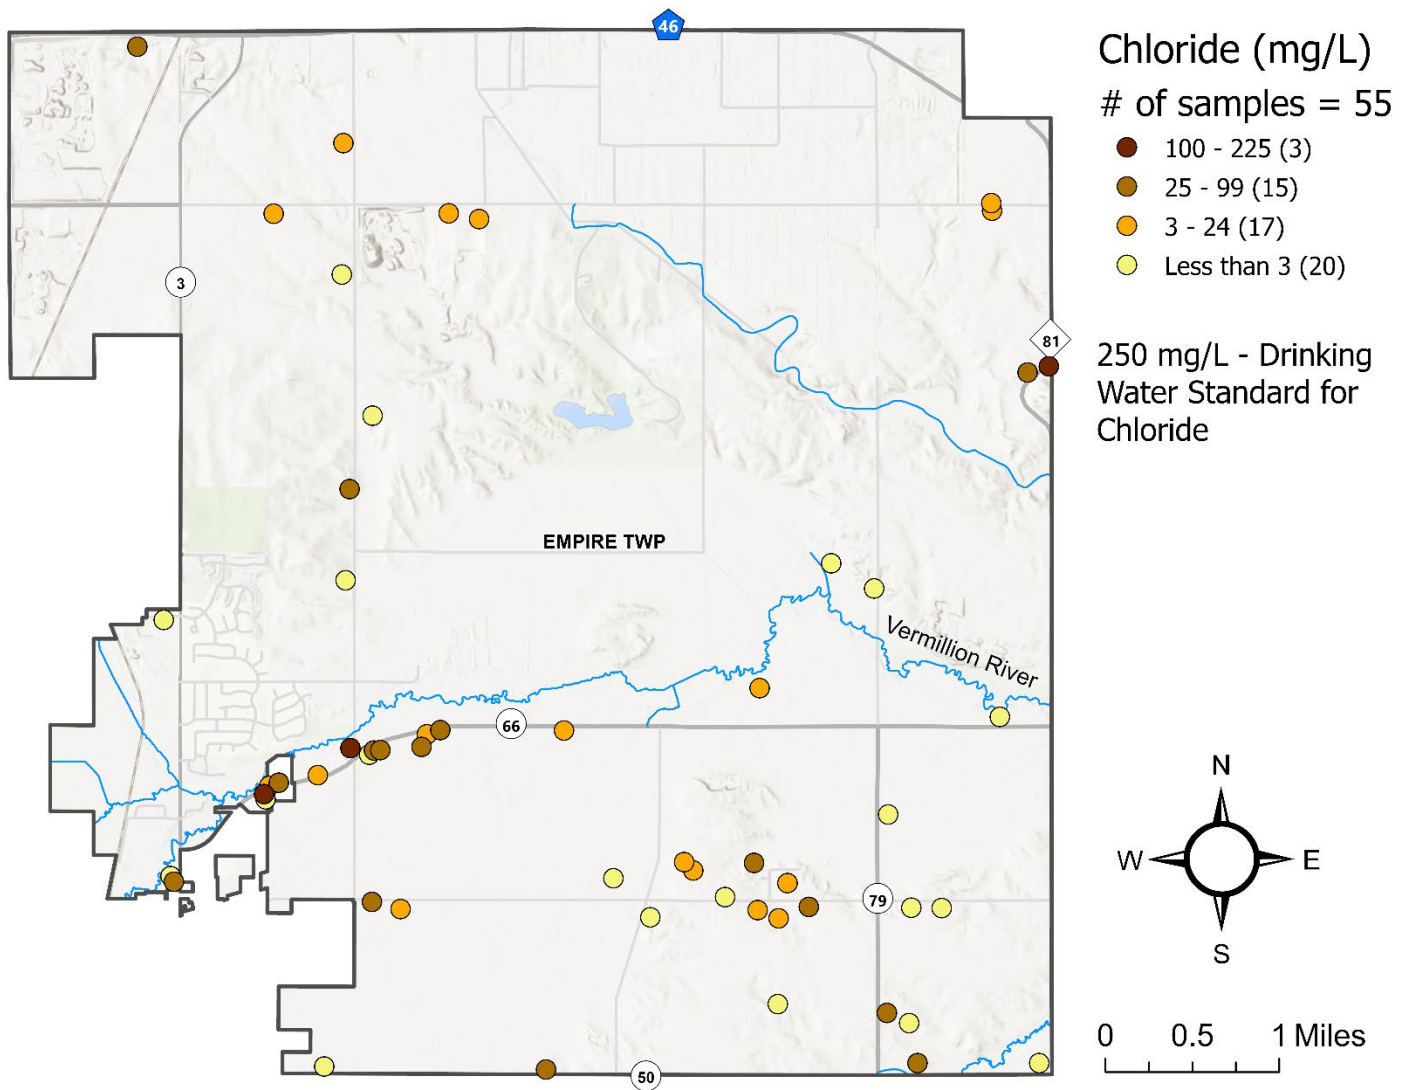 46
Chloride (mg/L)
# of samples = 55
100 - 225 (3)
25 - 99 (15)
3 - 24 (17)
Less than 3 (20)
3
81
250 mg/L - Drinking
Water Standard for
Chloride
EMPIRE TWP
Vermillion River
66
N
W E
S
79
0 0.5 1 Miles
50